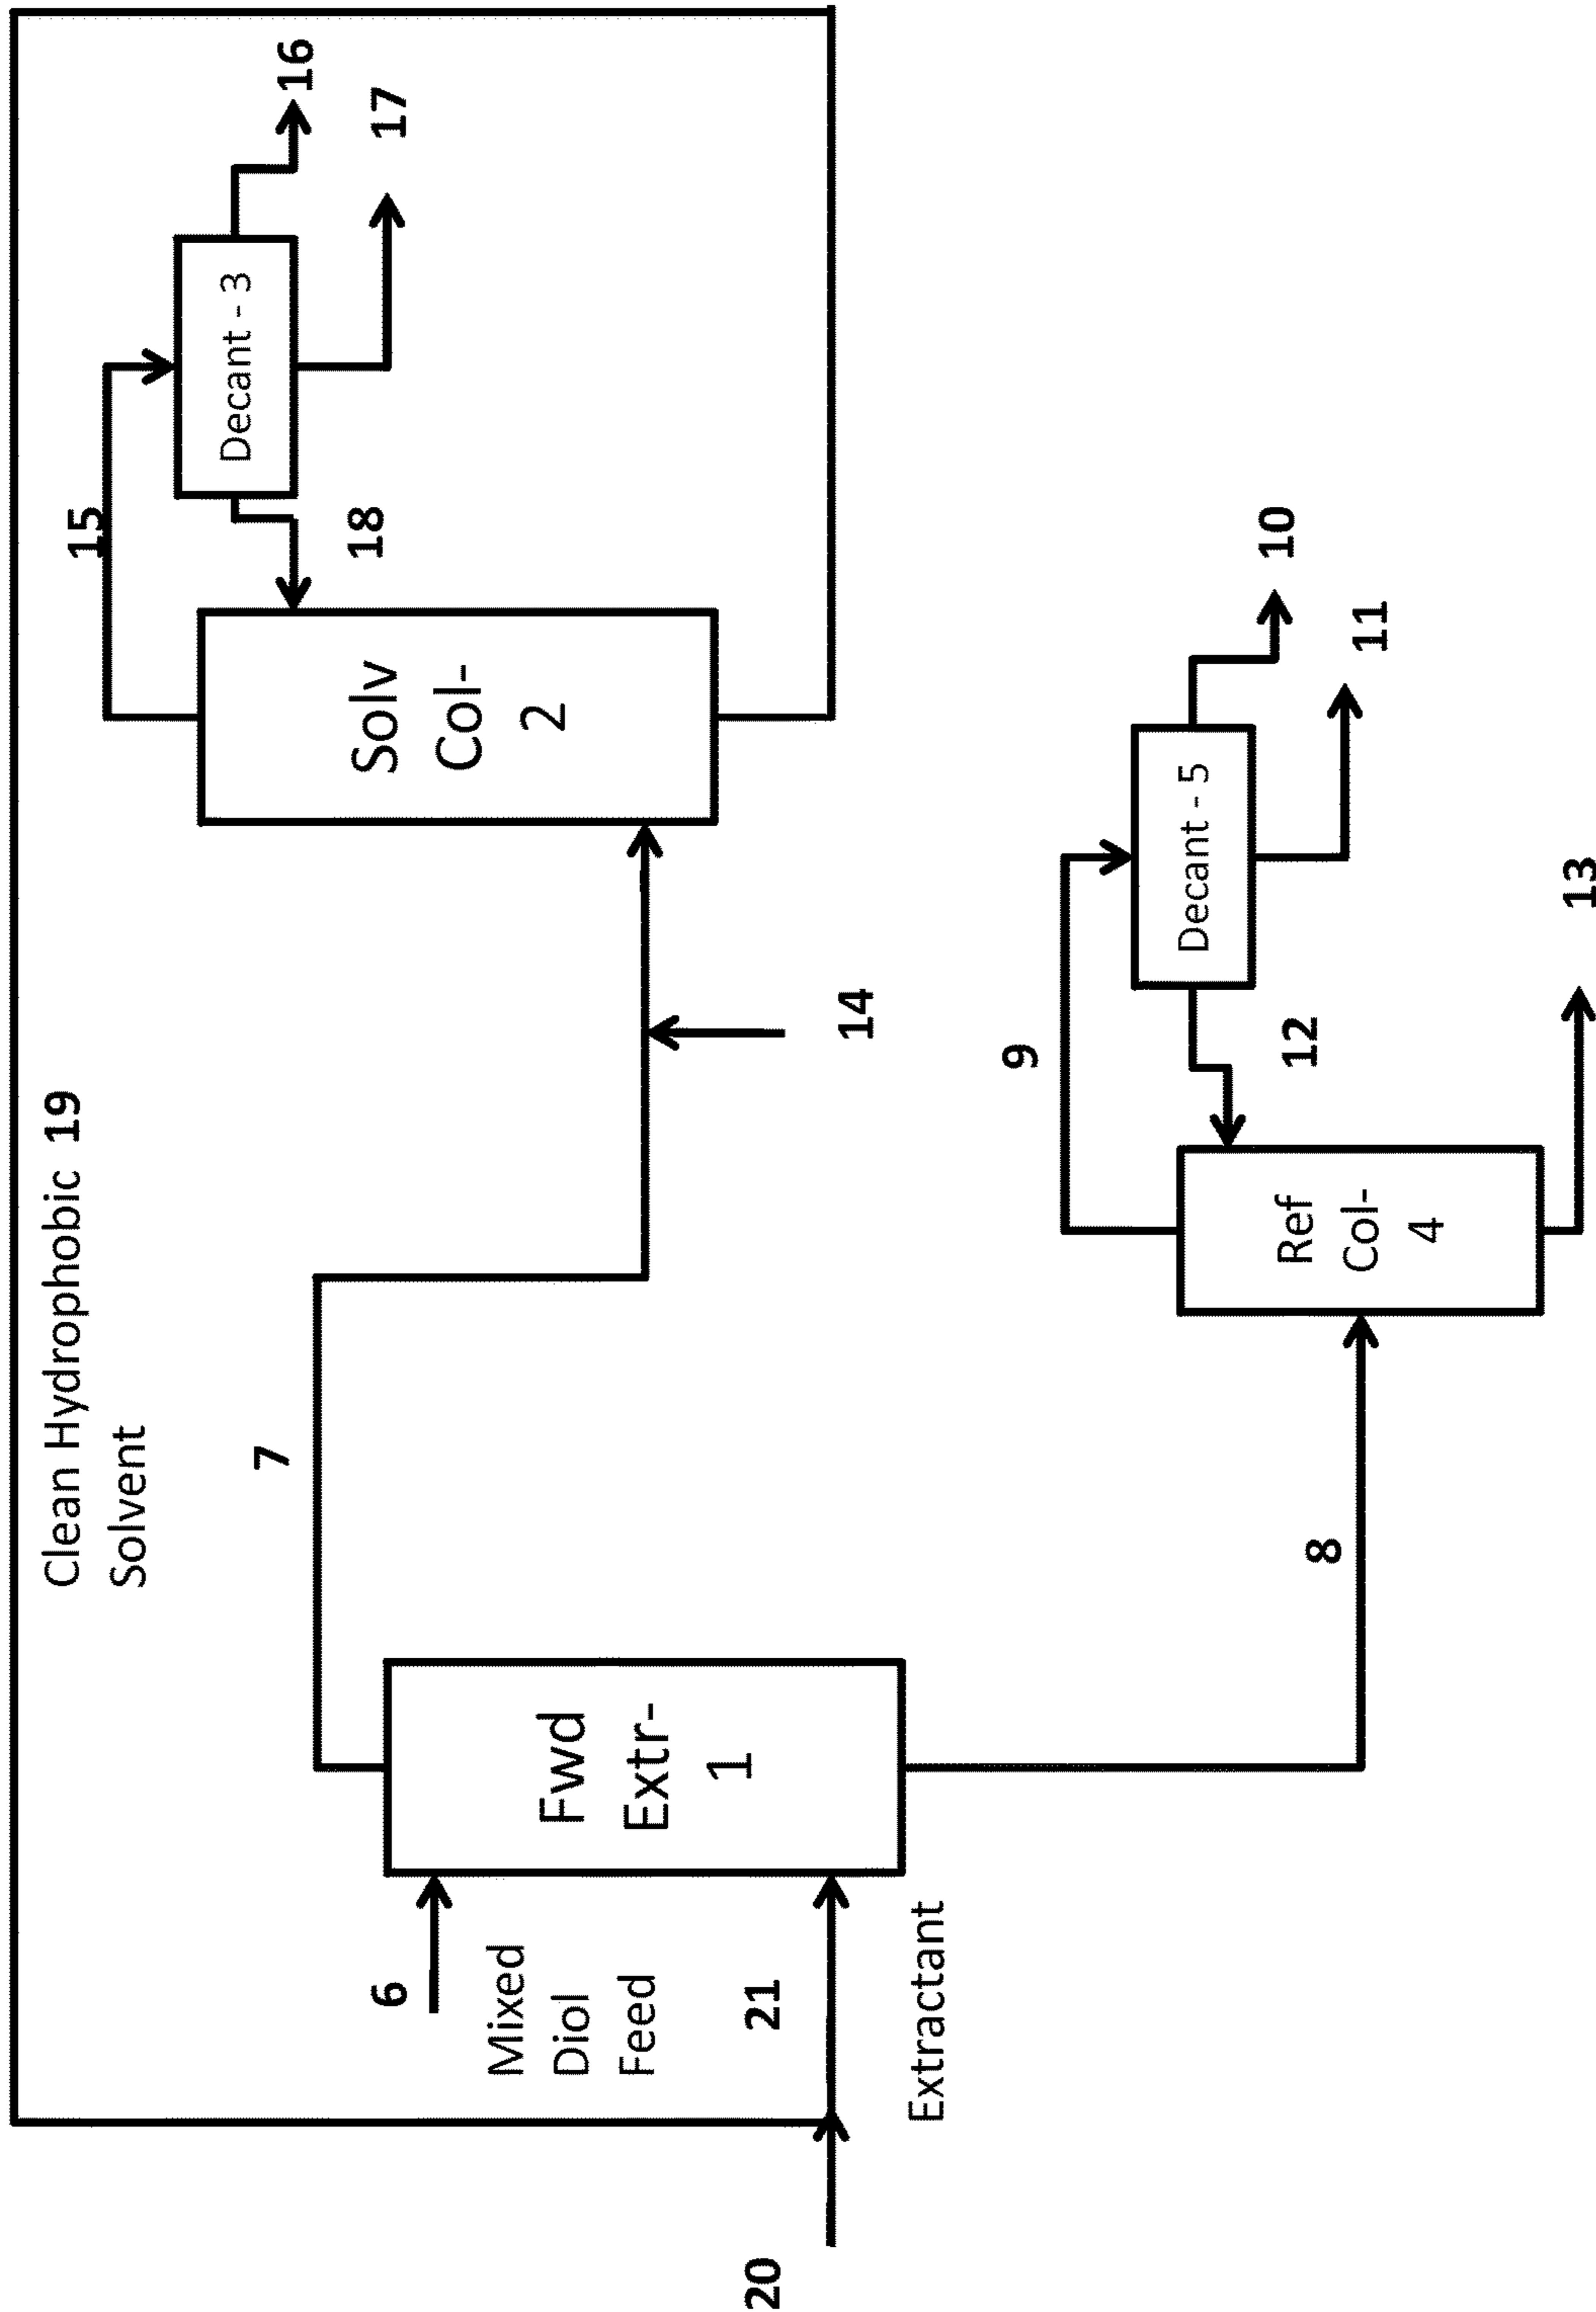 Clean Hydrophobic 19
Solvent
15
16
17
Decant - 3
18
7
Solv
Col-
2
6
Mixed
Diol
Feed
Fwd
Extr-
1
14
20
21
Extractant
9
10
Decant - 5
11
12
8
Ref
Col-
4
13